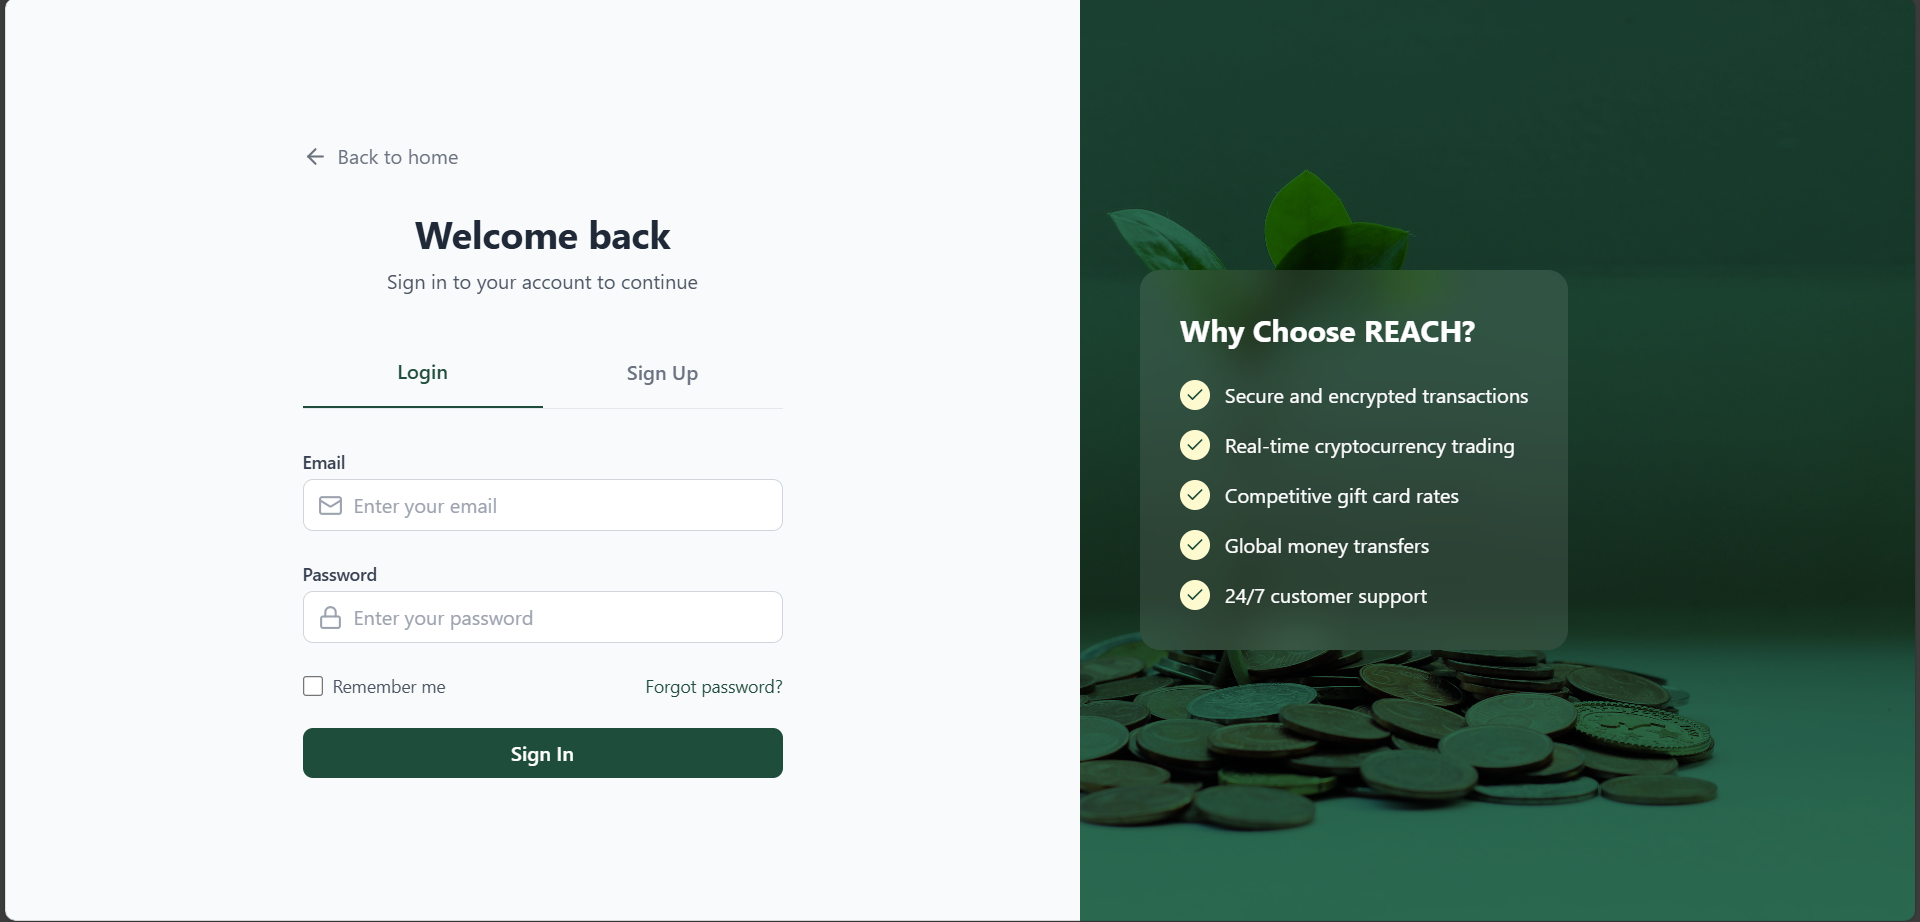 Back to home
Welcome back
Sign in to your account to continue
Login
Sign Up
Email
Enter your email
Password
Enter your password
Remember me
Forgot password?
Sign In
Why Choose REACH?
Secure and encrypted transactions
Real-time cryptocurrency trading
Competitive gift card rates
Global money transfers
24/7 customer support